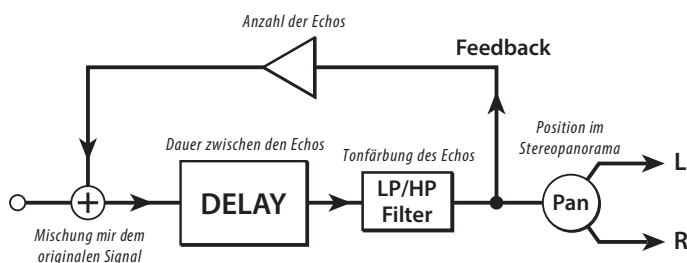 Anzahl der Echos
Feedback
Dauer zwischen den Echos
Tonfärbung des Echos
Position im
Stereopanorama
DELAY
LP/HP
Filter
Pan
L
R
+
Mischung mir dem
originalen Signal